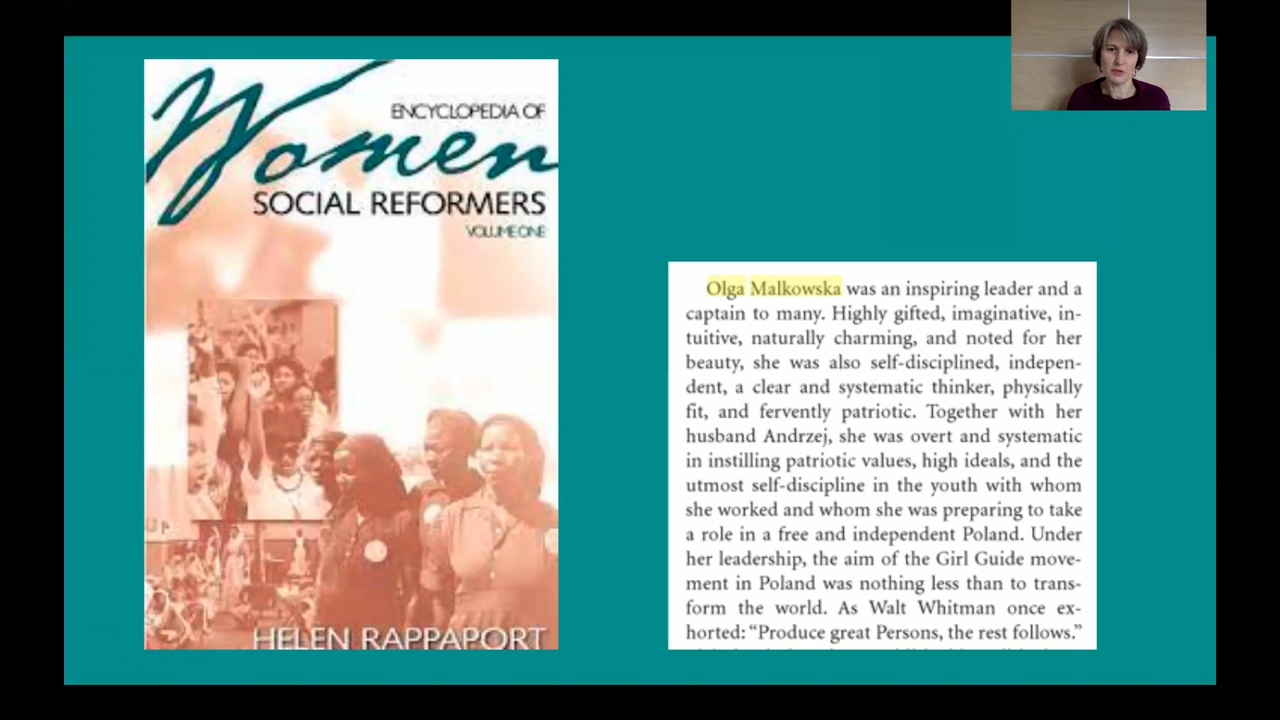 ENCYCLOPEDIA OF
Women
SOCIAL REFORMERS
VOLUME ONE
HELEN RAPPAPORT
Olga Malkowska was an inspiring leader and a
captain to many. Highly gifted, imaginative, in-
tuitive, naturally charming, and noted for her
beauty, she was also self-disciplined, indepen-
dent, a clear and systematic thinker, physically
fit, and fervently patriotic. Together with her
husband Andrzej, she was overt and systematic
in instilling patriotic values, high ideals, and the
utmost self-discipline in the youth with whom
she worked and whom she was preparing to take
a role in a free and independent Poland. Under
her leadership, the aim of the Girl Guide move-
ment in Poland was nothing less than to trans-
form the world. As Walt Whitman once ex-
horted: “Produce great Persons, the rest follows.”